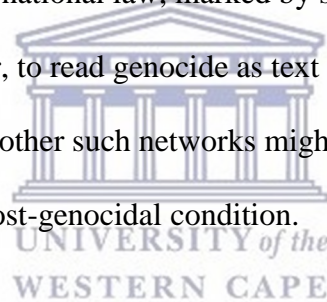 national law, marked by s
, to read genocide as text
other such networks migh
ost-genocidal condition.
UNIVERSITY of the
WESTERN CAPE